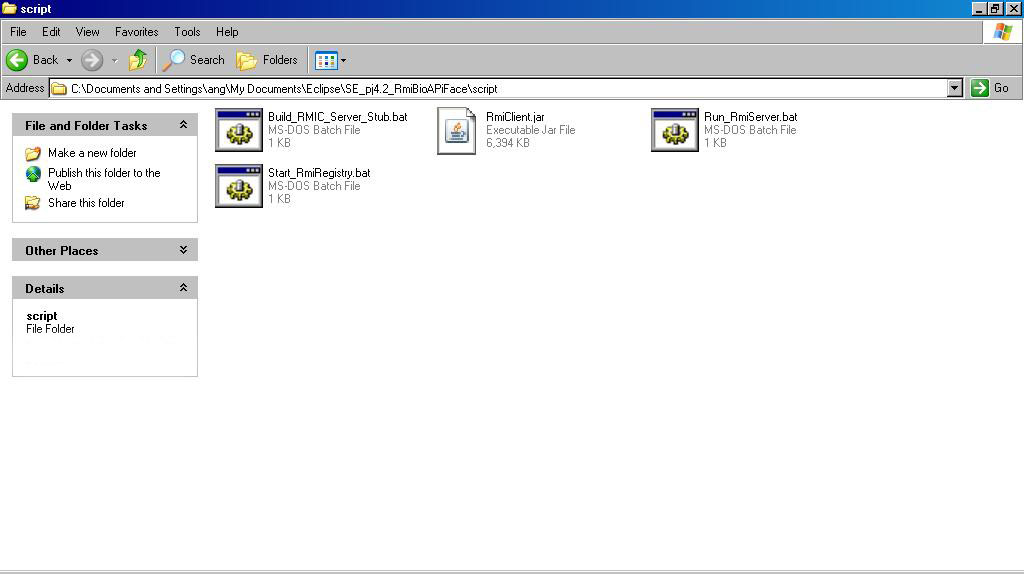 script
File Edit View Favorites Tools Help
Back Search Folders
Address C:\Documents and Settings\ang\My Documents\Eclipse\SE_pj4.2_RmiBioAPiFace\script Go
File and Folder Tasks
Make a new folder
Publish this folder to the
Web
Share this folder
Other Places
Details
script
File Folder
Build_RMIC_Server_Stub.bat
MS-DOS Batch File
1 KB
RmiClient.jar
Executable Jar File
6,394 KB
Run_RmiServer.bat
MS-DOS Batch File
1 KB
Start_RmiRegistry.bat
MS-DOS Batch File
1 KB